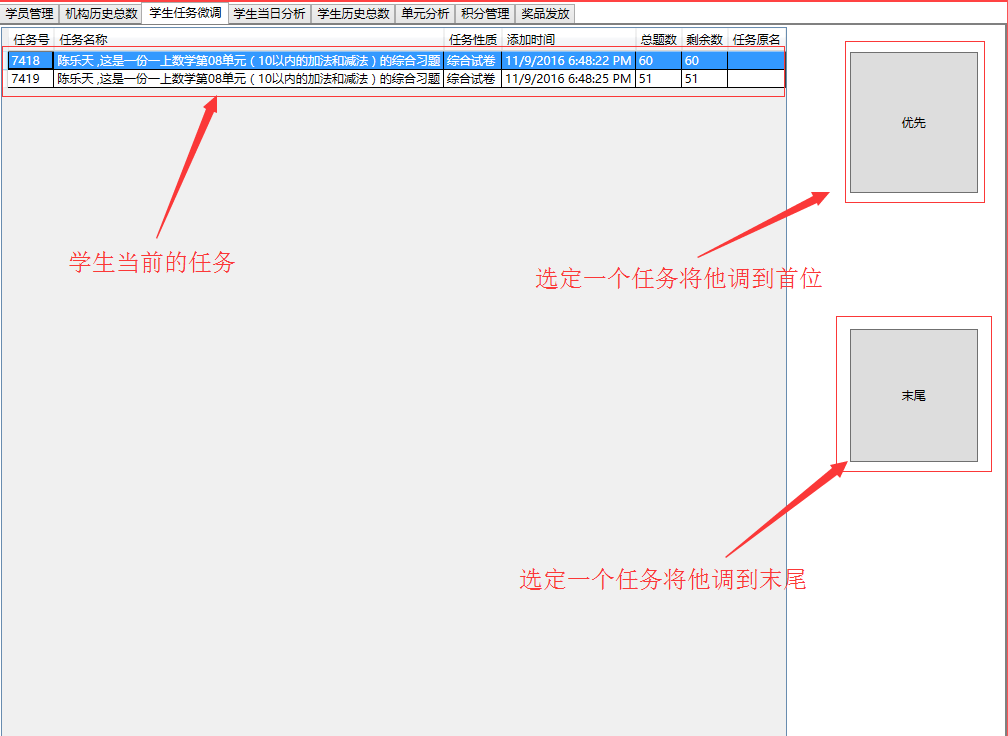 学员管理 机构历史总数 学生任务微调 学生当日分析 学生历史总数 单元分析 积分管理 奖品发放
任务号 任务名称 任务性质 添加时间 总题数 剩余数 任务原名
7418 陈乐天 ,这是一份一上数学第08单元（10以内的加法和减法）的综合习题 综合试卷 11/9/2016 6:48:22 PM 60 60
7419 陈乐天 ,这是一份一上数学第08单元（10以内的加法和减法）的综合习题 综合试卷 11/9/2016 6:48:25 PM 51 51
优先
学生当前的任务
选定一个任务将他调到首位
末尾
选定一个任务将他调到末尾